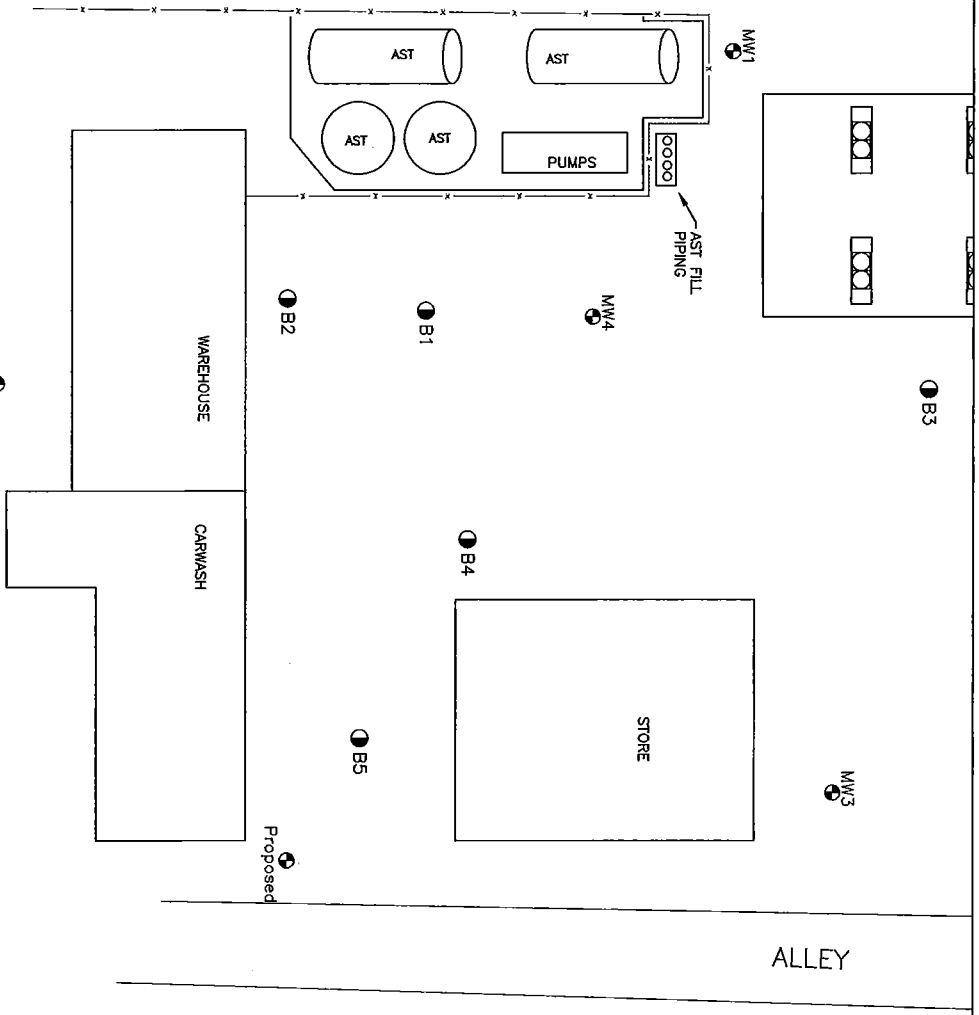 MW1
AST
AST
AST
AST
PUMPS
AST FILL
PIPING
MW4
B2
B1
B3
WAREHOUSE
B4
CARWASH
STORE
B5
MW3
Proposed
ALLEY